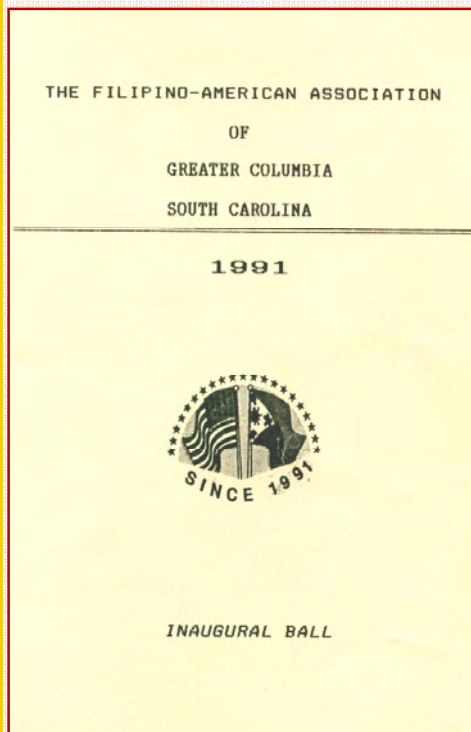 THE FILIPINO-AMERICAN ASSOCIATION
OF
GREATER COLUMBIA
SOUTH CAROLINA
1991
SINCE 1991
INAUGURAL BALL